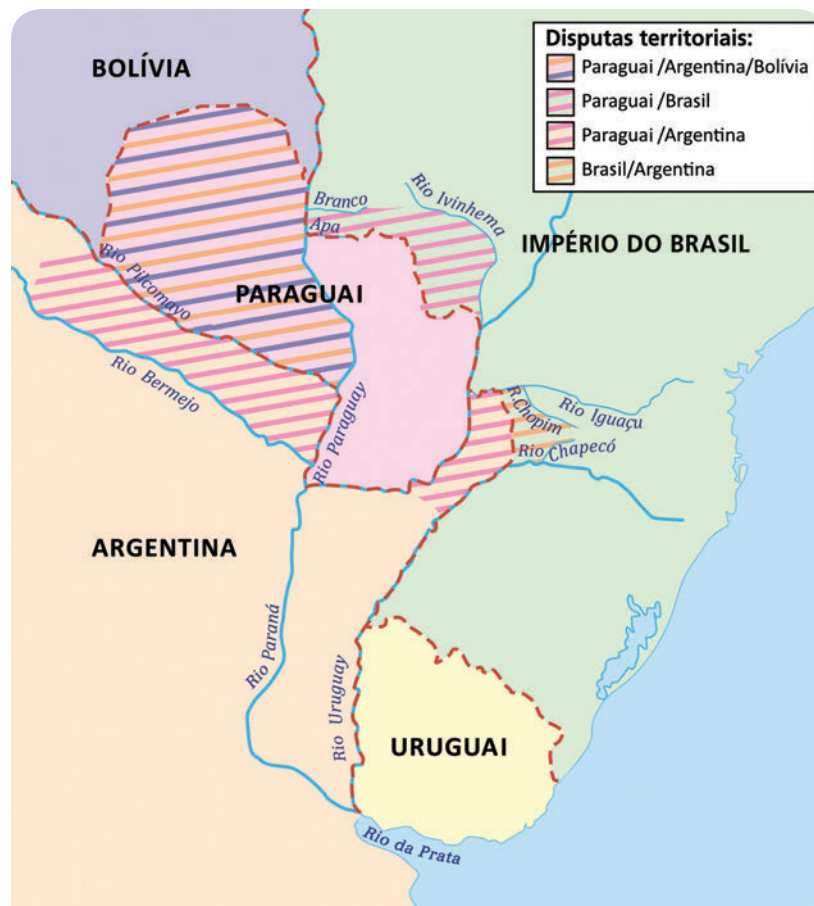 Disputas territoriais:
Paraguai/Argentina/Bolívia
Paraguai/Brasil
Paraguai/Argentina
Brasil/Argentina
BOLÍVIA
Branco
Rio Ivinhema
Apa
IMPÉRIO DO BRASIL
Rio Pilcomayo
PARAGUAI
Rio Bermejo
Rio Paraguay
R. Chopim
Rio Iguaçu
Rio Chapecó
ARGENTINA
Rio Paraná
Rio Uruguay
URUGUAI
Rio da Prata